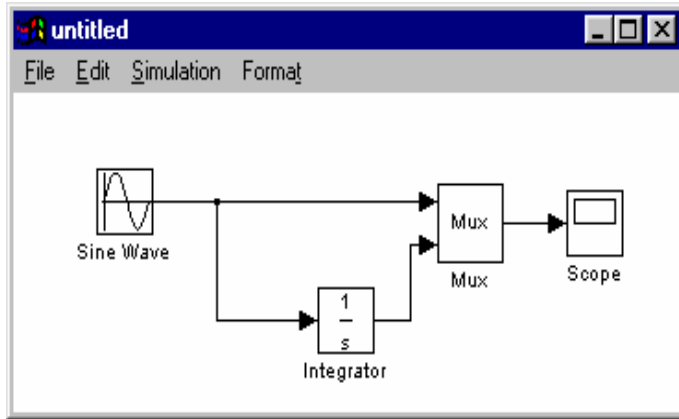 untitled
File Edit Simulation Format
Sine Wave
Mux
Mux
Scope
1
s
Integrator